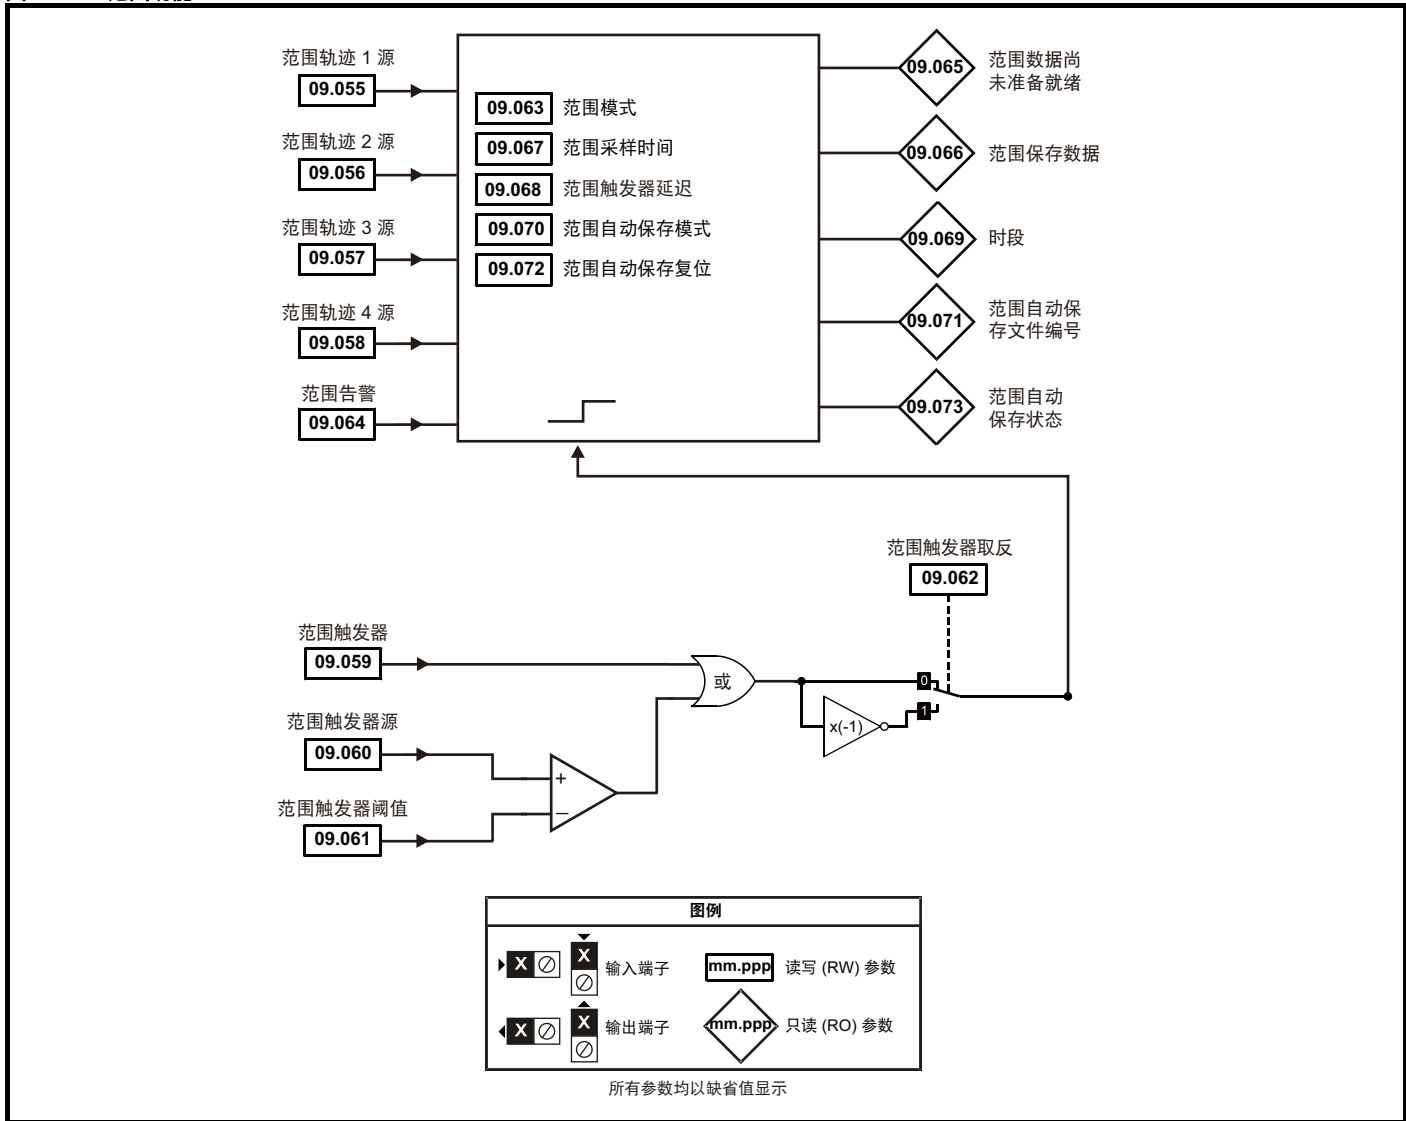 范围轨迹 1 源
09.055
范围轨迹 2 源
09.056
范围轨迹 3 源
09.057
范围轨迹 4 源
09.058
范围告警
09.064
09.063 范围模式
09.067 范围采样时间
09.068 范围触发器延迟
09.070 范围自动保存模式
09.072 范围自动保存复位
09.065
范围数据尚
未准备就绪
09.066 范围保存数据
09.069 时段
09.071
范围自动保
存文件编号
09.073
范围自动
保存状态
范围触发器取反
09.062
范围触发器
09.059
或
0
1
x(-1)
范围触发器源
09.060
+
−
范围触发器阈值
09.061
图例
X X 输入端子
mm.ppp 读写 (RW) 参数
X X 输出端子
mm.ppp 只读 (RO) 参数
所有参数均以缺省值显示